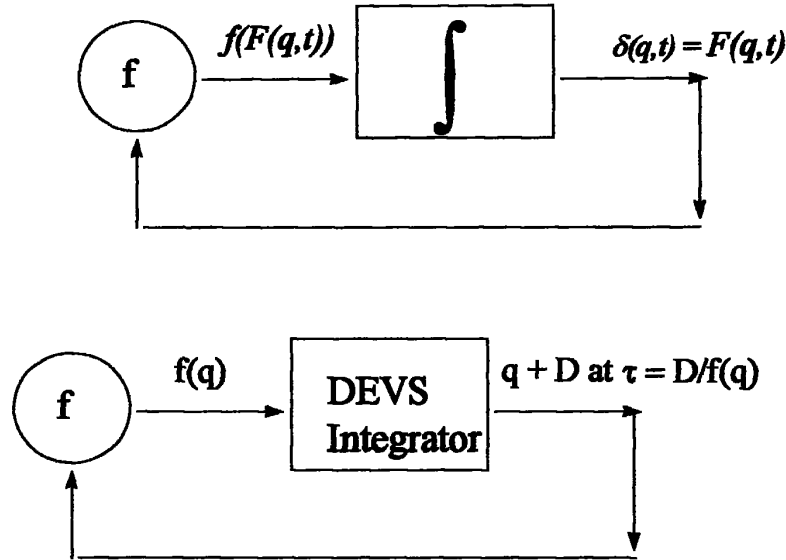 f
f(F(q,t))
∫
δ(q,t) = F(q,t)
f
f(q)
DEVS
Integrator
q + D at τ = D/f(q)